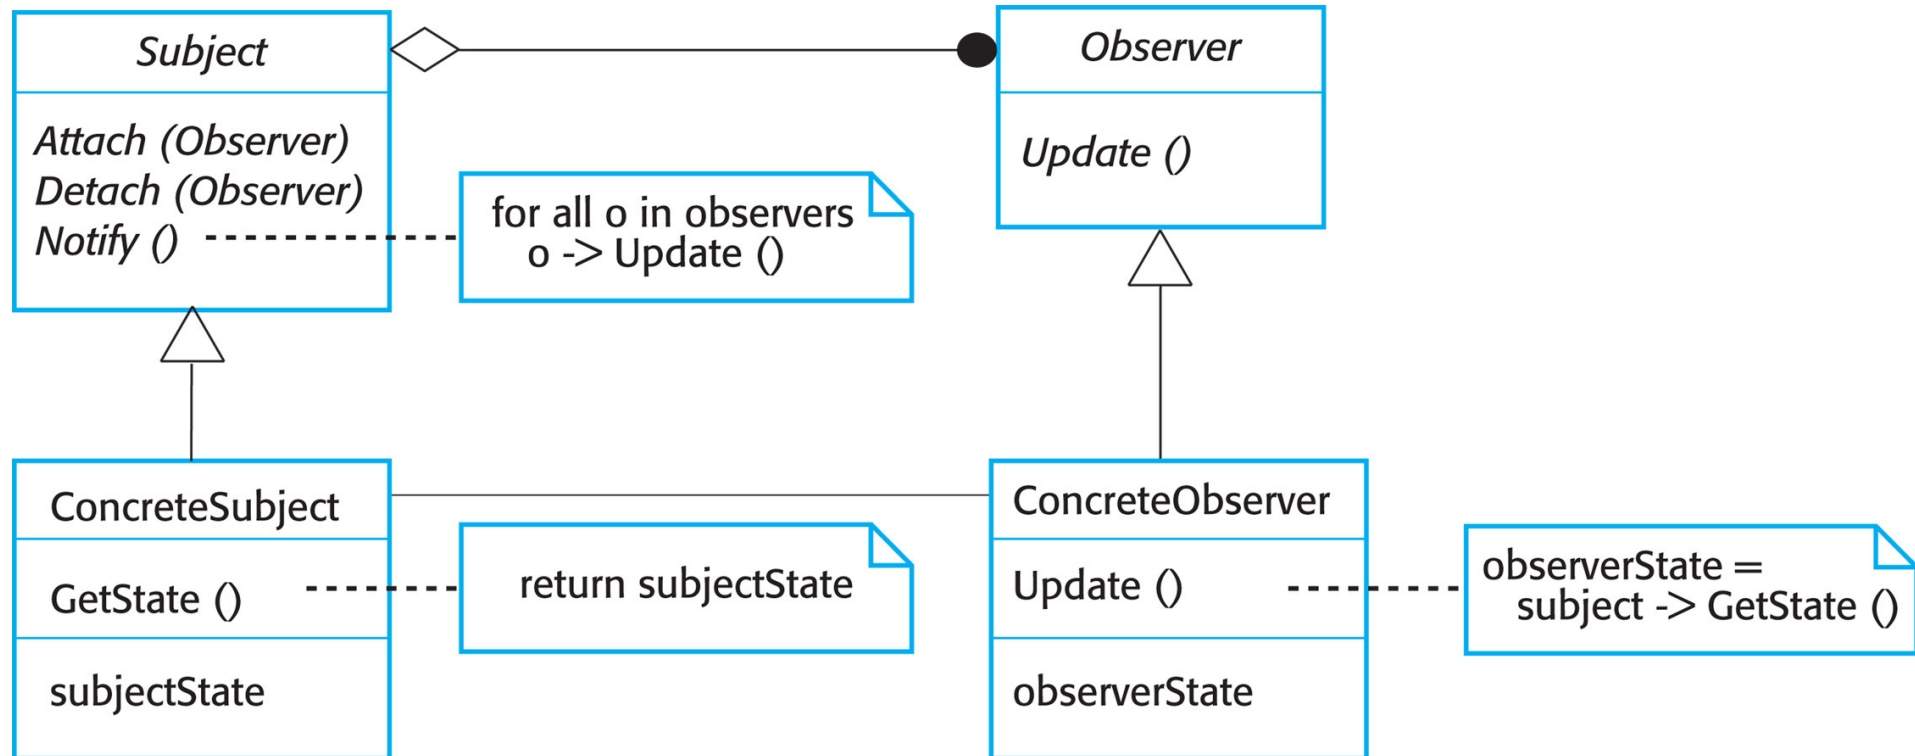 Subject
Attach (Observer)
Detach (Observer)
Notify ()
for all o in observers
o -> Update ()
Observer
Update ()
ConcreteSubject
GetState ()
subjectState
return subjectState
ConcreteObserver
Update ()
observerState
observerState =
subject -> GetState ()